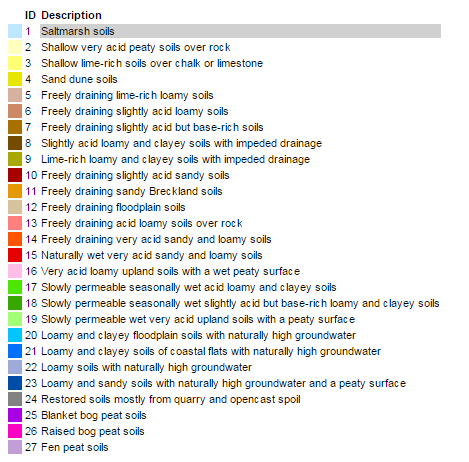 ID Description
1 Saltmarsh soils
2 Shallow very acid peaty soils over rock
3 Shallow lime-rich soils over chalk or limestone
4 Sand dune soils
5 Freely draining lime-rich loamy soils
6 Freely draining slightly acid loamy soils
7 Freely draining slightly acid but base-rich soils
8 Slightly acid loamy and clayey soils with impeded drainage
9 Lime-rich loamy and clayey soils with impeded drainage
10 Freely draining slightly acid sandy soils
11 Freely draining sandy Breckland soils
12 Freely draining floodplain soils
13 Freely draining acid loamy soils over rock
14 Freely draining very acid sandy and loamy soils
15 Naturally wet very acid sandy and loamy soils
16 Very acid loamy upland soils with a wet peaty surface
17 Slowly permeable seasonally wet acid loamy and clayey soils
18 Slowly permeable seasonally wet slightly acid but base-rich loamy and clayey soils
19 Slowly permeable wet very acid upland soils with a peaty surface
20 Loamy and clayey floodplain soils with naturally high groundwater
21 Loamy and clayey soils of coastal flats with naturally high groundwater
22 Loamy soils with naturally high groundwater
23 Loamy and sandy soils with naturally high groundwater and a peaty surface
24 Restored soils mostly from quarry and opencast spoil
25 Blanket bog peat soils
26 Raised bog peat soils
27 Fen peat soils